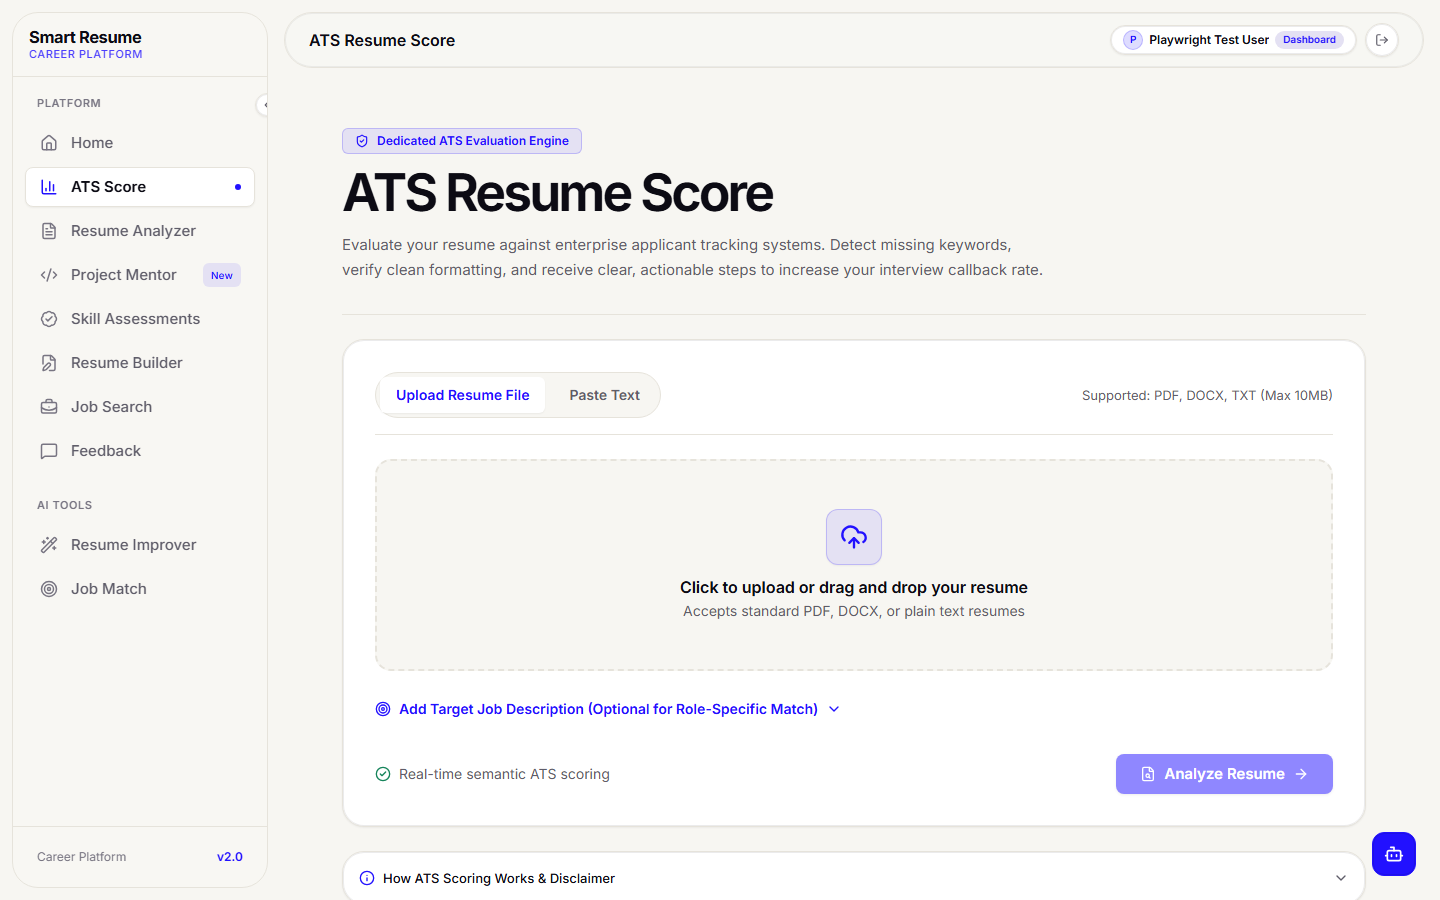 Smart Resume
CAREER PLATFORM
PLATFORM
Home
ATS Score
Resume Analyzer
Project Mentor New
Skill Assessments
Resume Builder
Job Search
Feedback
AI TOOLS
Resume Improver
Job Match
Career Platform v2.0
ATS Resume Score
P Playwright Test User Dashboard
Dedicated ATS Evaluation Engine
ATS Resume Score
Evaluate your resume against enterprise applicant tracking systems. Detect missing keywords,
verify clean formatting, and receive clear, actionable steps to increase your interview callback rate.
Upload Resume File Paste Text Supported: PDF, DOCX, TXT (Max 10MB)
Click to upload or drag and drop your resume
Accepts standard PDF, DOCX, or plain text resumes
Add Target Job Description (Optional for Role-Specific Match)
Real-time semantic ATS scoring Analyze Resume
How ATS Scoring Works & Disclaimer